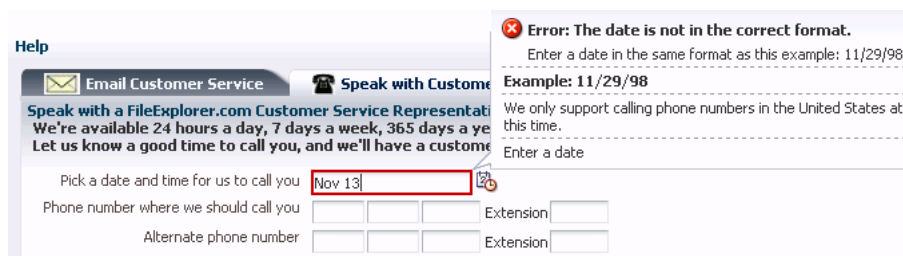 Help
Email Customer Service
Speak with Custome
Speak with a FileExplorer.com Customer Service Representati
We're available 24 hours a day, 7 days a week, 365 days a ye
Let us know a good time to call you, and we'll have a custome
Error: The date is not in the correct format.
Enter a date in the same format as this example: 11/29/98
Example: 11/29/98
We only support calling phone numbers in the United States at
this time.
Enter a date
Pick a date and time for us to call you Nov 13
Phone number where we should call you Extension
Alternate phone number Extension